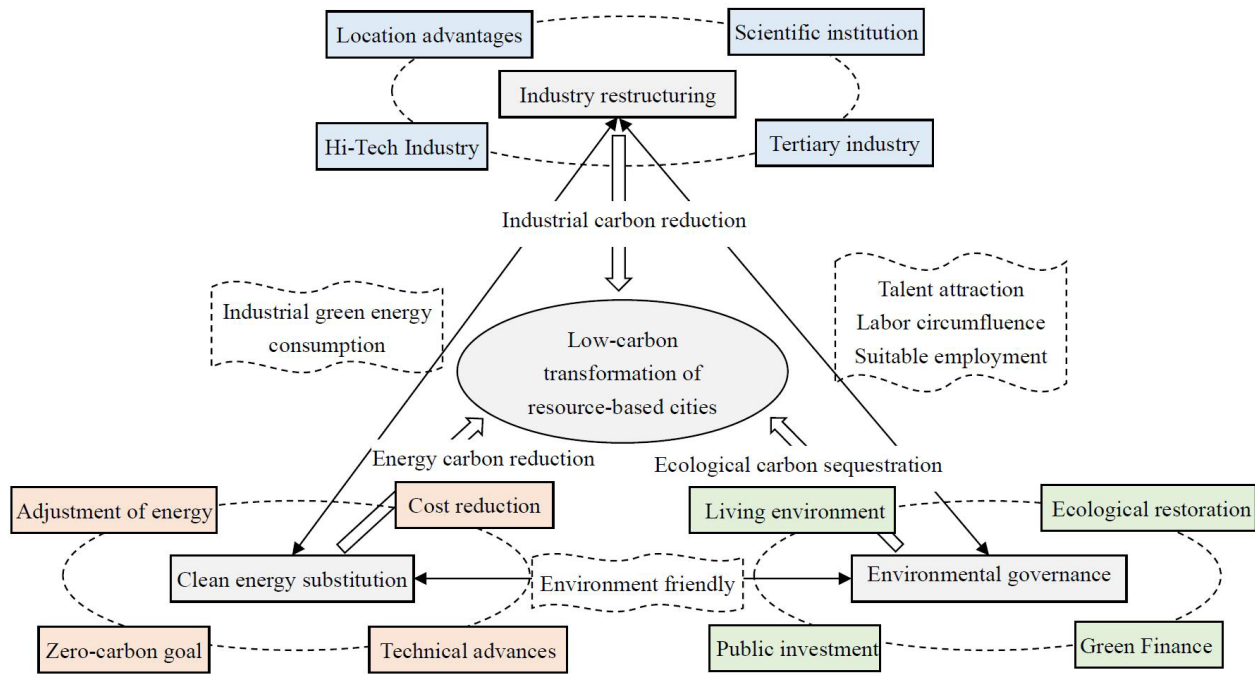 Location advantages
Scientific institution
Industry restructuring
Hi-Tech Industry
Tertiary industry
Industrial carbon reduction
Industrial green energy
consumption
Talent attraction
Labor circumfluence
Suitable employment
Low-carbon
transformation of
resource-based cities
Energy carbon reduction
Ecological carbon sequestration
Adjustment of energy
Cost reduction
Living environment
Ecological restoration
Clean energy substitution
Environment friendly
Environmental governance
Zero-carbon goal
Technical advances
Public investment
Green Finance